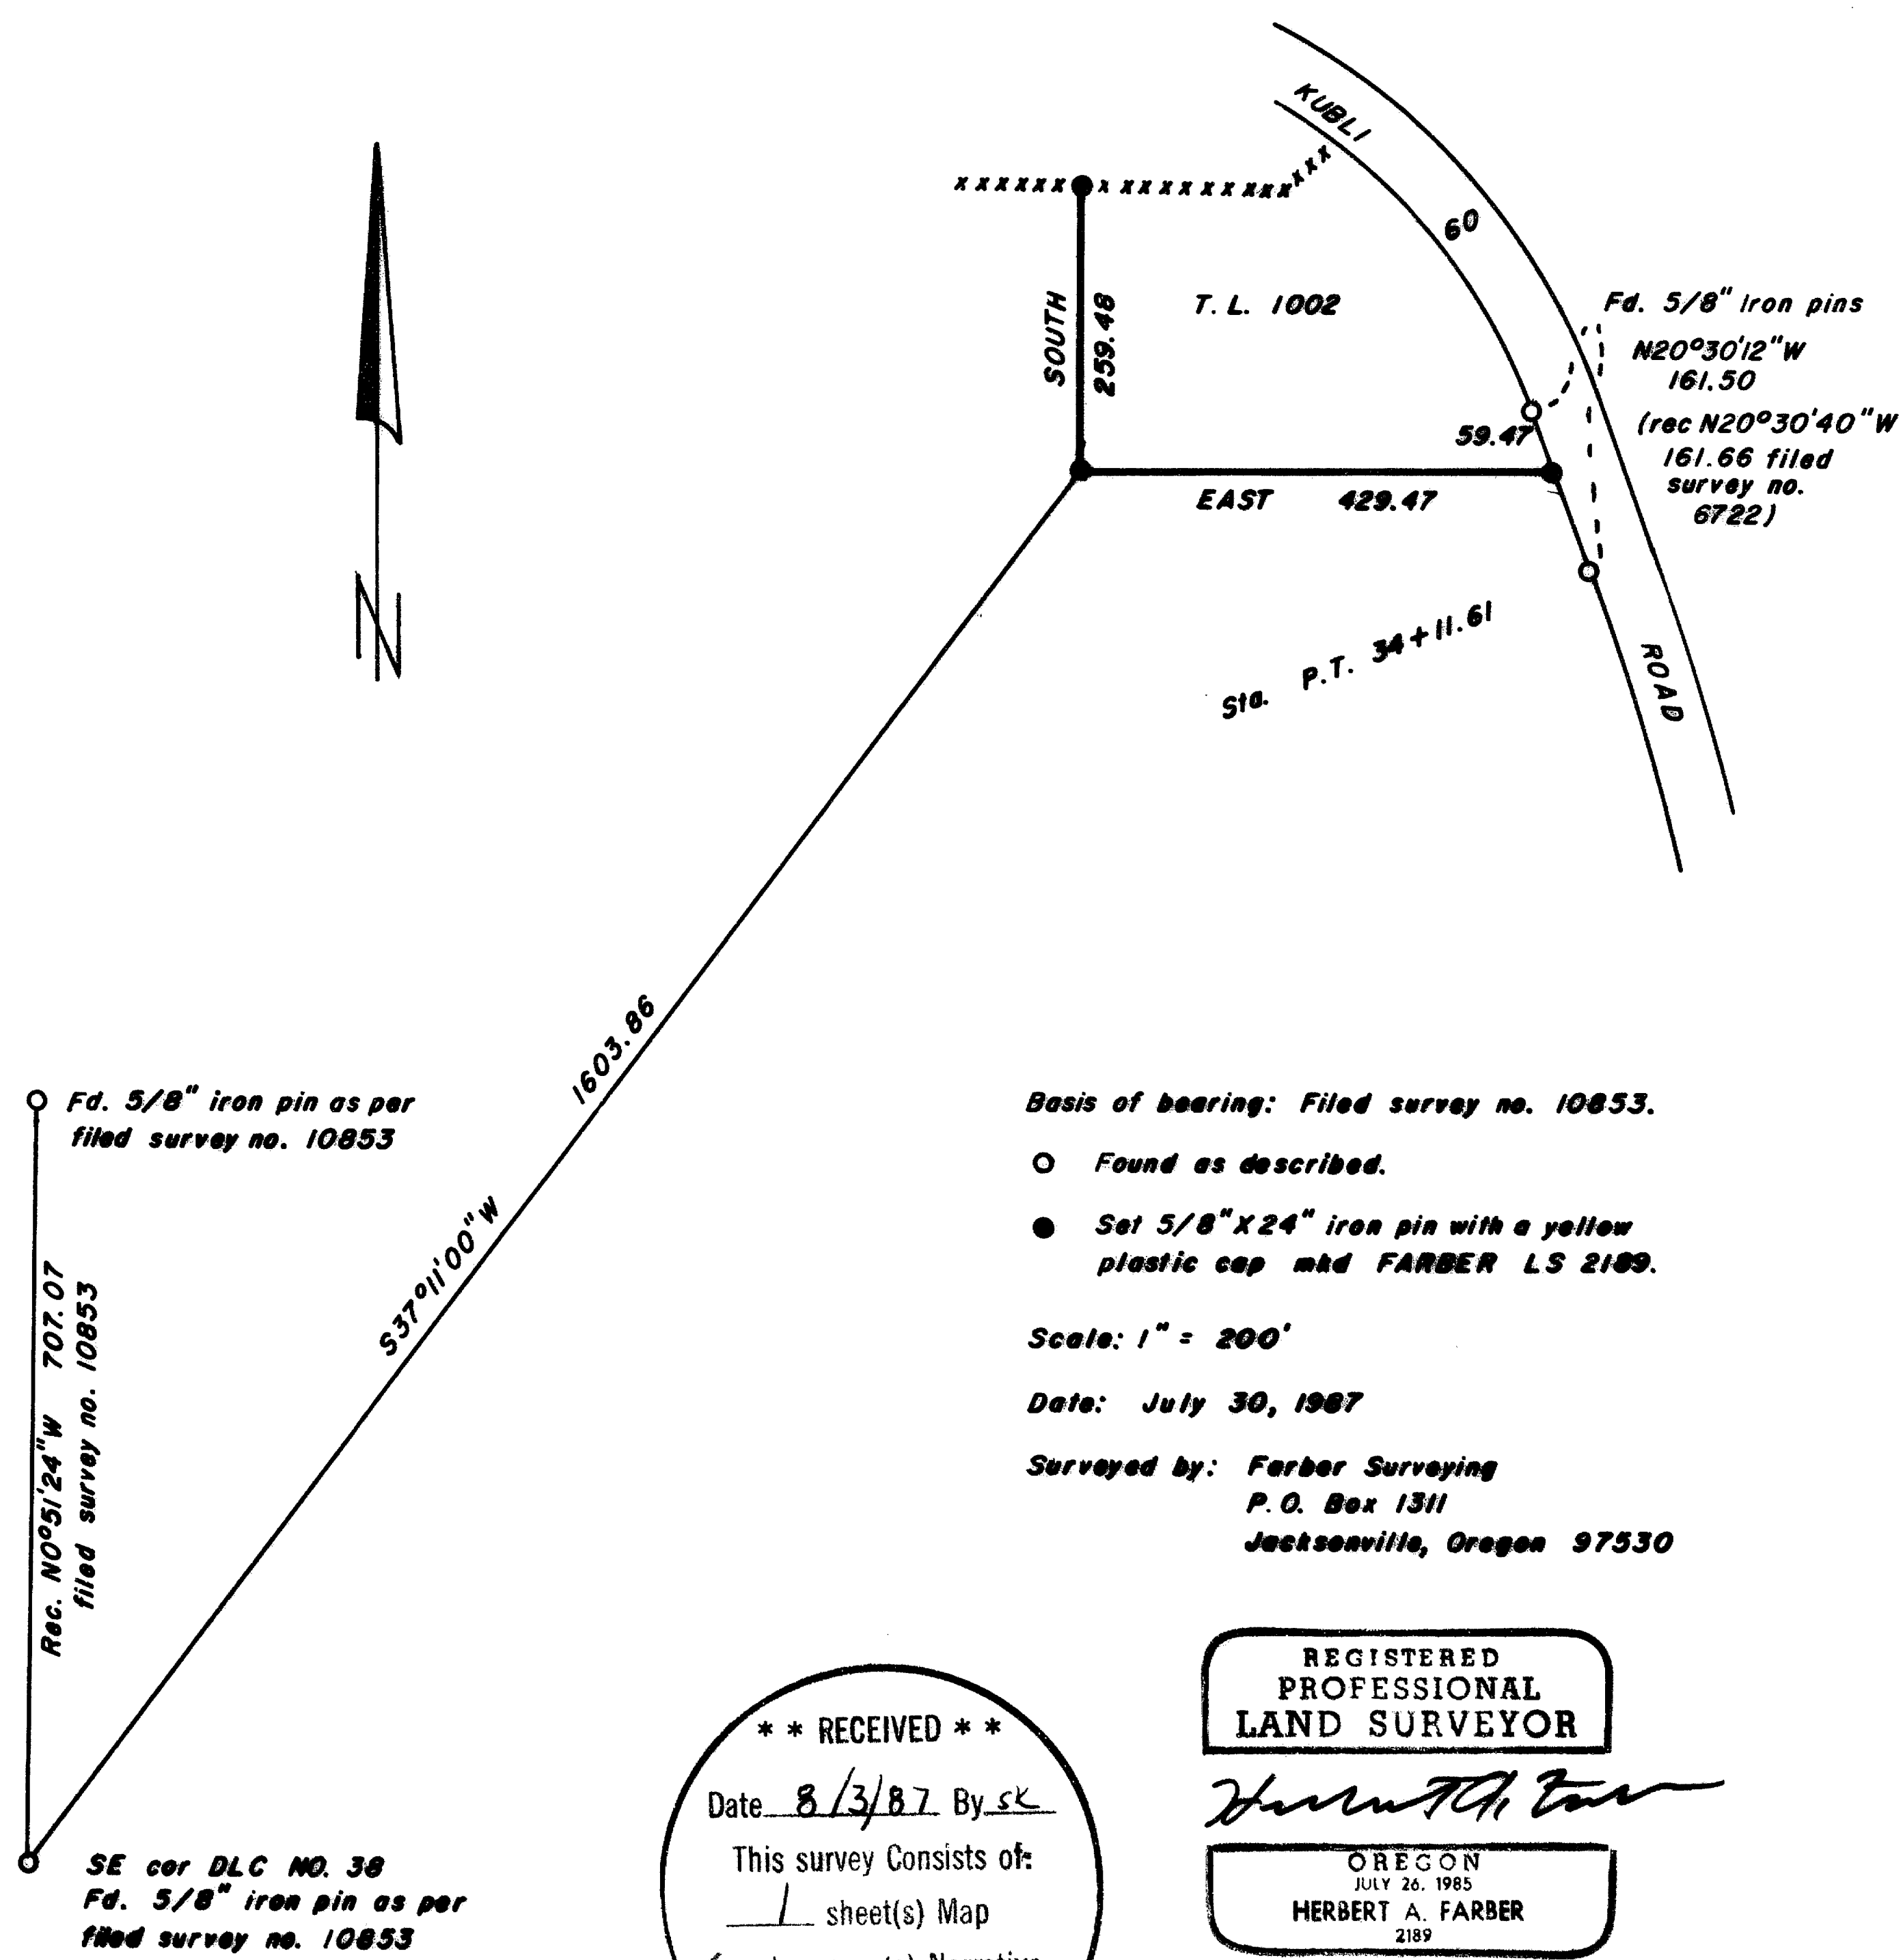 KUBLI
x x x x x x x x x x x x x x x x x x x x
60
T. L. 1002
SOUTH
259.48
Fd. 5/8" Iron pins
N20°30'12"W
161.50
(rec N20°30'40"W
161.66 filed
survey no.
6722)
59.47
EAST 429.47
Sta. P.T. 34+11.61
ROAD
N
1603.86
S37°11'00"W
Fd. 5/8" iron pin as per
filed survey no. 10853
Rec. N0°51'24"W 707.07
filed survey no. 10853
Basis of bearing: Filed survey no. 10853.
Found as described.
Set 5/8"X24" iron pin with a yellow
plastic cap mkd FARBER LS 2189.
Scale: 1" = 200'
Date: July 30, 1987
Surveyed by: Farber Surveying
P.O. Box 1311
Jacksonville, Oregon 97530
SE cor DLC NO. 38
Fd. 5/8" iron pin as per
filed survey no. 10853
* * RECEIVED * *
Date 8/3/87 By SK
This survey Consists of:
1 sheet(s) Map
REGISTERED
PROFESSIONAL
LAND SURVEYOR
OREGON
JULY 26, 1985
HERBERT A. FARBER
2189